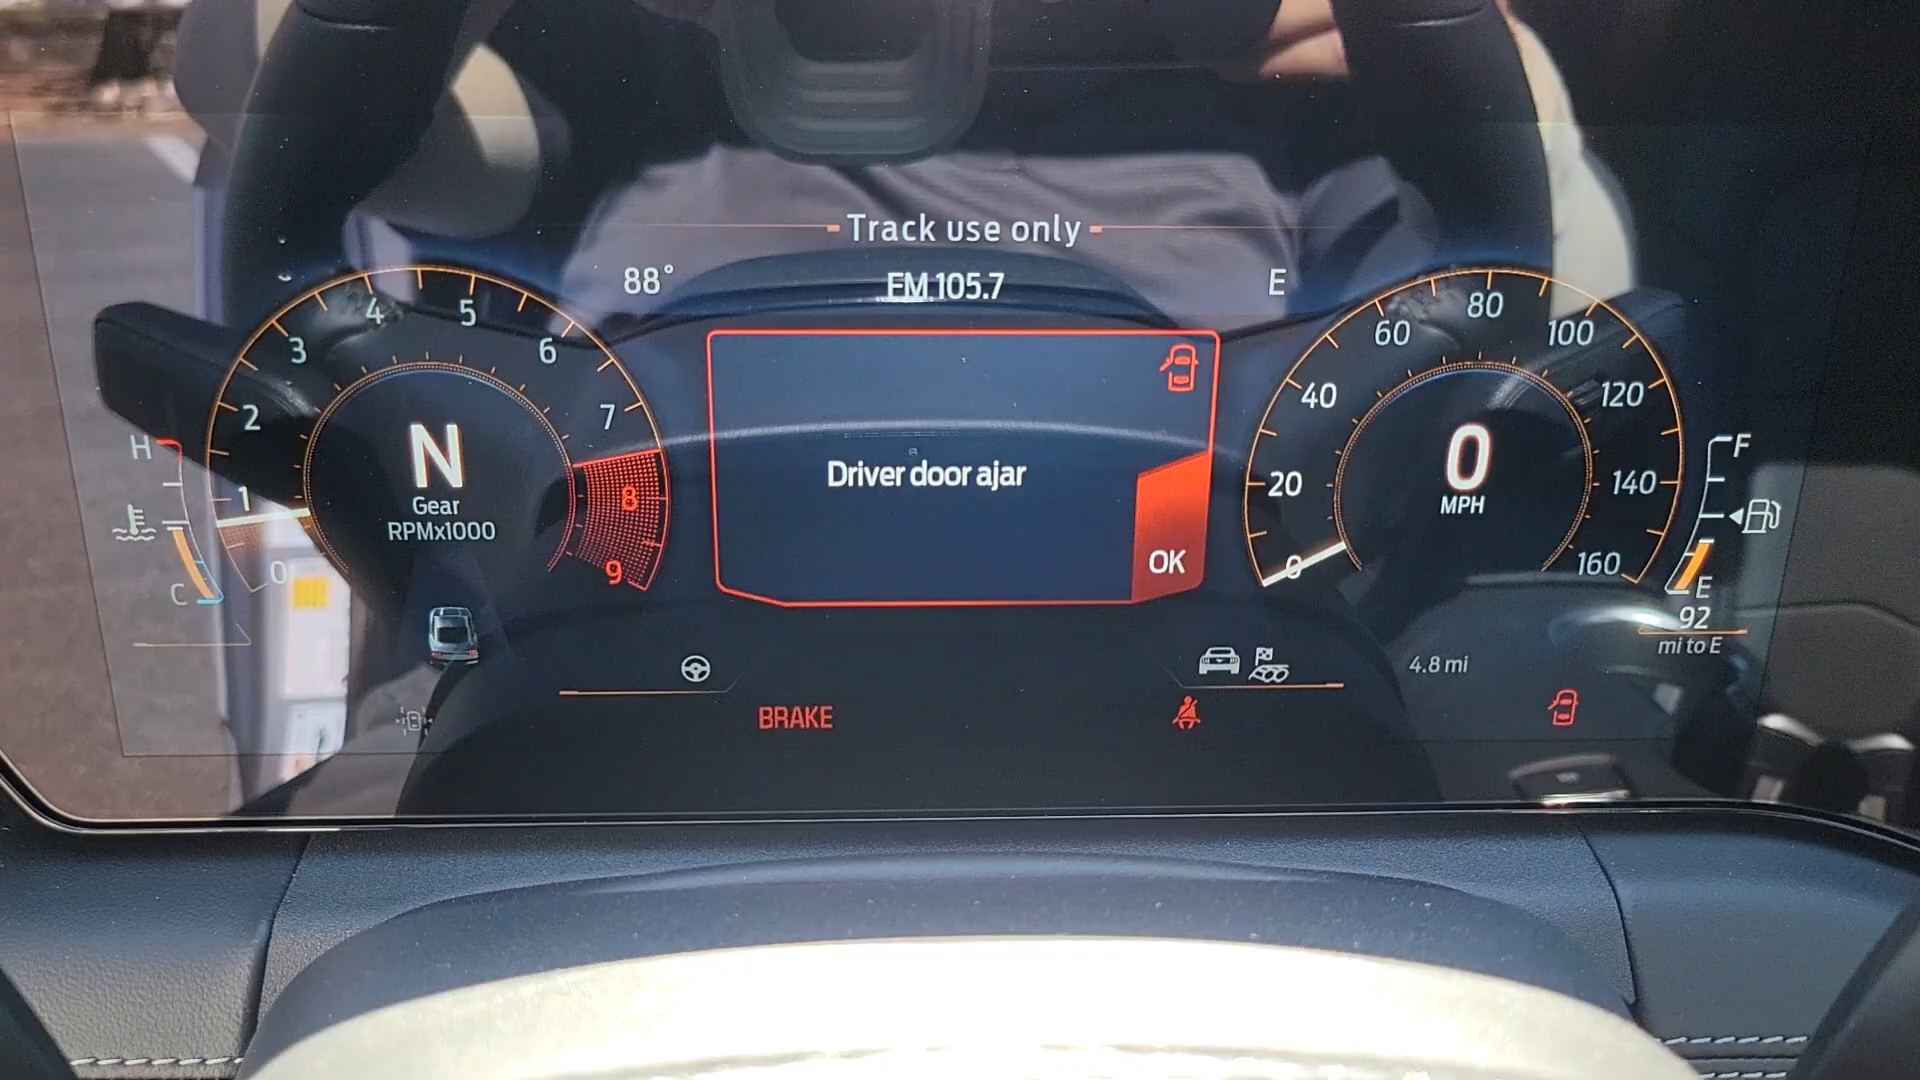 Track use only
88° FM 105.7 E
0 1 2 3 4 5 6 7 8 9
N
Gear
RPMx1000
H
C
Driver door ajar
OK
0 20 40 60 80 100 120 140 160
0
MPH
F
E
92
mi to E
4.8 mi
BRAKE